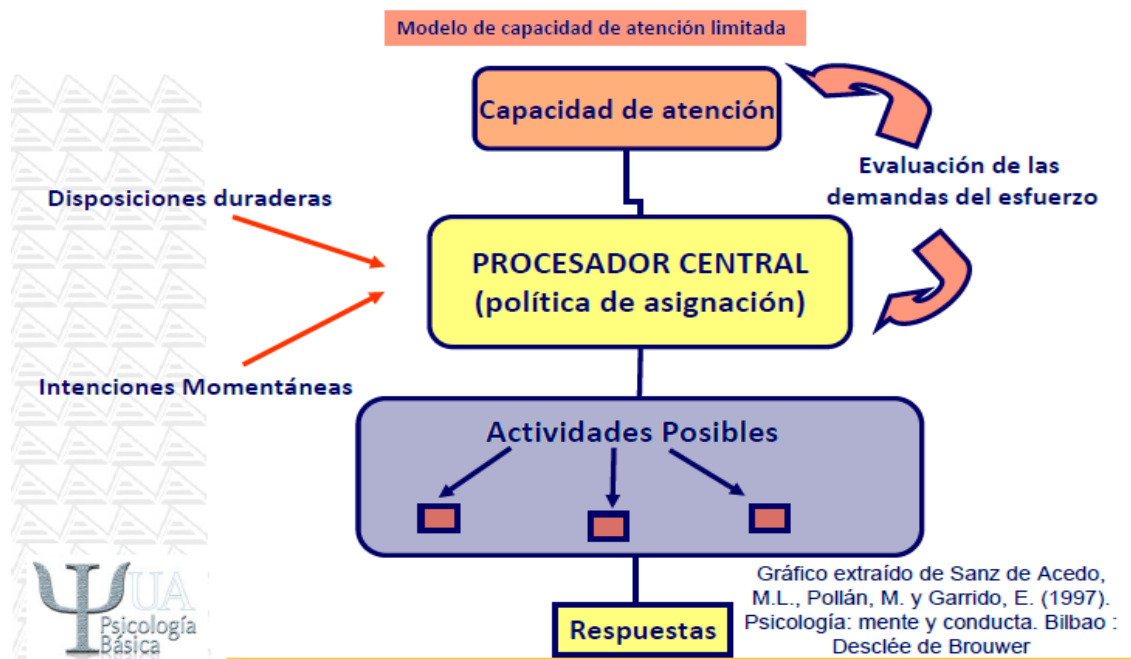 Modelo de capacidad de atención limitada
Capacidad de atención
Evaluación de las
demandas del esfuerzo
Disposiciones duraderas
PROCESADOR CENTRAL
(política de asignación)
Intenciones Momentáneas
Actividades Posibles
Respuestas
Gráfico extraído de Sanz de Acedo,
M.L., Pollán, M. y Garrido, E. (1997).
Psicología: mente y conducta. Bilbao :
Desclée de Brouwer
Ψ UA
Psicología
Básica